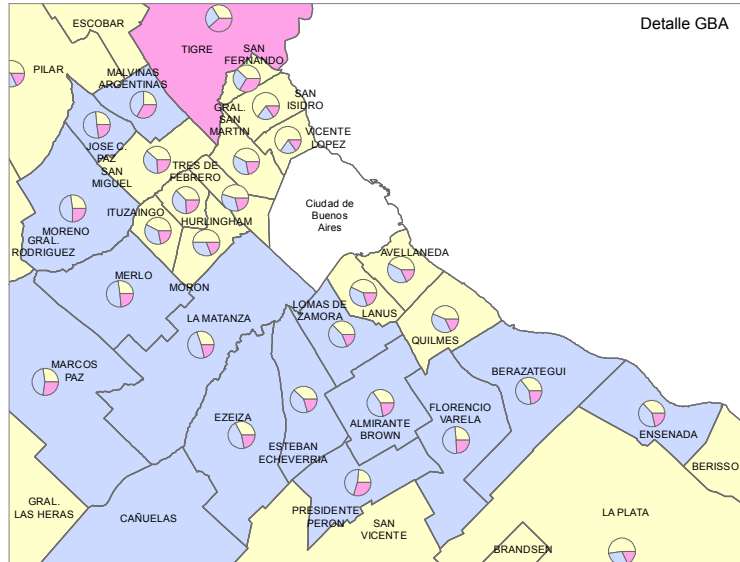 Detalle GBA
ESCOBAR
TIGRE
SAN
FERNANDO
PILAR
MALVINAS
ARGENTINAS
SAN
ISIDRO
GRAL.
SAN
MARTIN
VICENTE
LOPEZ
JOSE C.
PAZ
SAN
MIGUEL
TRES DE
FEBRERO
Ciudad de
Buenos
Aires
ITUZAINGO
HURLINGHAM
MORENO
GRAL.
RODRIGUEZ
MORON
AVELLANEDA
MERLO
LA MATANZA
LOMAS DE
ZAMORA
LANUS
QUILMES
MARCOS
PAZ
BERAZATEGUI
EZEIZA
ESTEBAN
ECHEVERRIA
ALMIRANTE
BROWN
FLORENCIO
VARELA
ENSENADA
BERISSO
GRAL.
LAS HERAS
CAÑUELAS
PRESIDENTE
PERON
SAN
VICENTE
LA PLATA
BRANDSEN